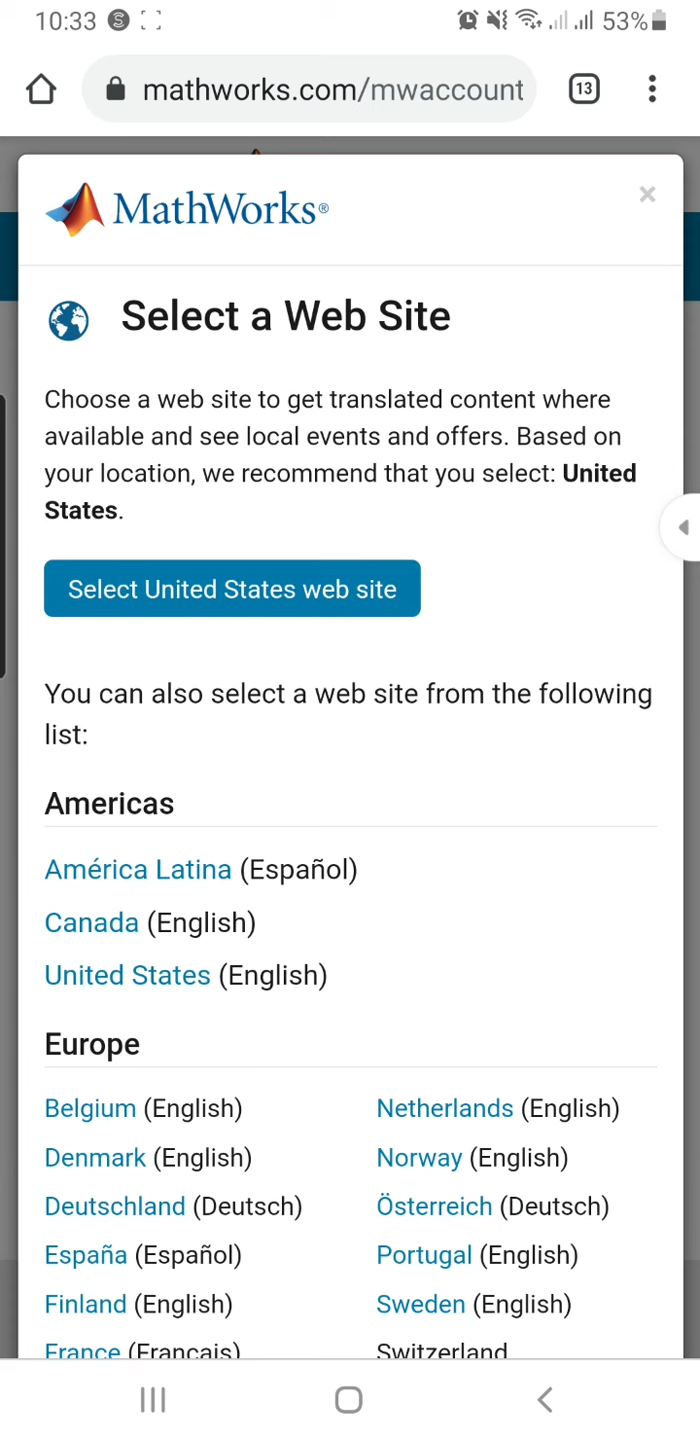 10:33
53%
mathworks.com/mwaccount
13
MathWorks®
×
Select a Web Site
Choose a web site to get translated content where
available and see local events and offers. Based on
your location, we recommend that you select: United
States.
Select United States web site
You can also select a web site from the following
list:
Americas
América Latina (Español)
Canada (English)
United States (English)
Europe
Belgium (English)
Netherlands (English)
Denmark (English)
Norway (English)
Deutschland (Deutsch)
Österreich (Deutsch)
España (Español)
Portugal (English)
Finland (English)
Sweden (English)
France (Français)
Switzerland